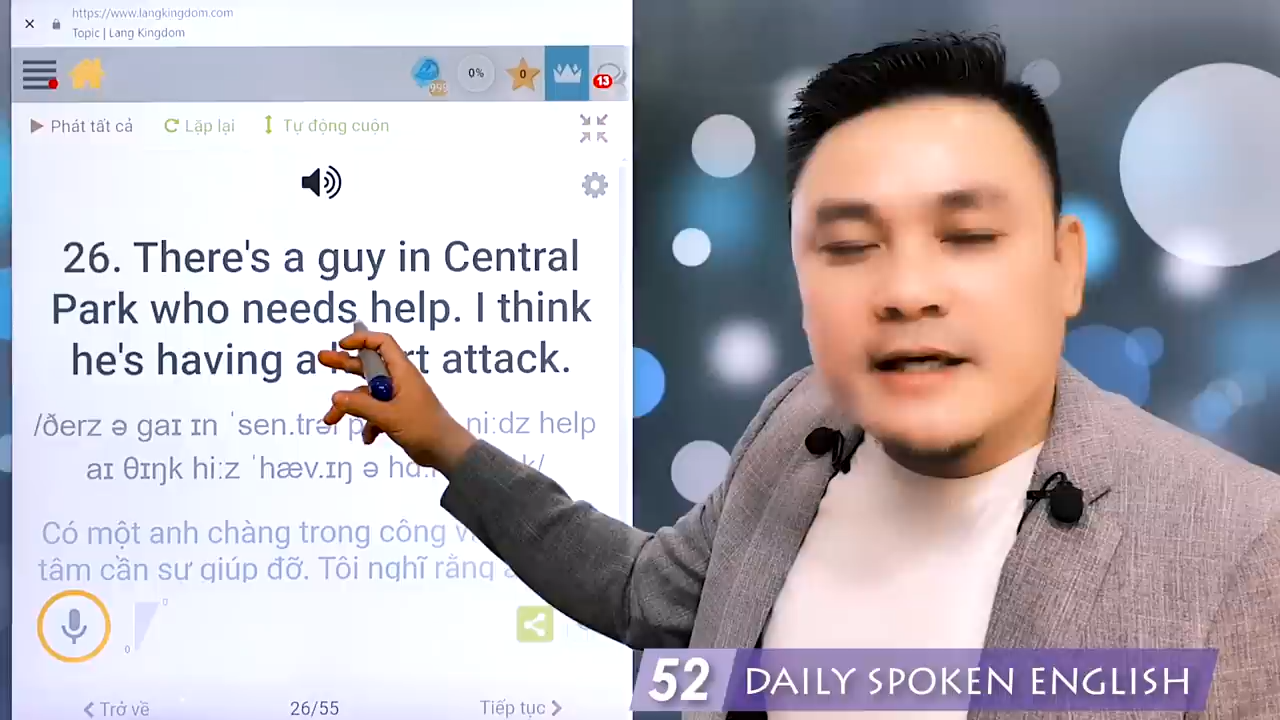 https://www.langkingdom.com
Topic | Lang Kingdom
999
0%
0
13
Phát tất cả
Lặp lại
Tự động cuộn
26. There's a guy in Central
Park who needs help. I think
he's having a attack.
/ðerz ə gaɪ ɪn ˈsen.trəl niːdz help
aɪ θɪŋk hiːz ˈhæv.ɪŋ ə
Có một anh chàng trong công
tâm cần sự giúp đỡ. Tôi nghĩ rằng
0
0
Trở về
26/55
Tiếp tục
52 DAILY SPOKEN ENGLISH